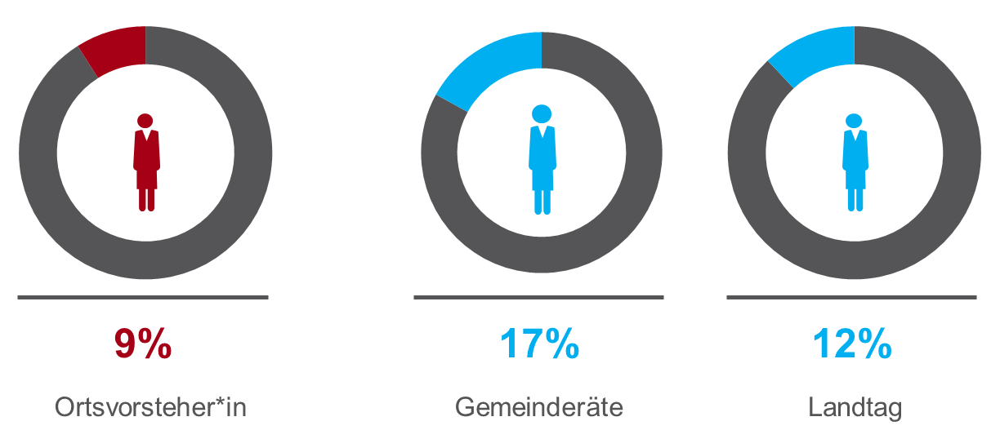 9%
17%
12%
Ortsvorsteher*in
Gemeinderäte
Landtag